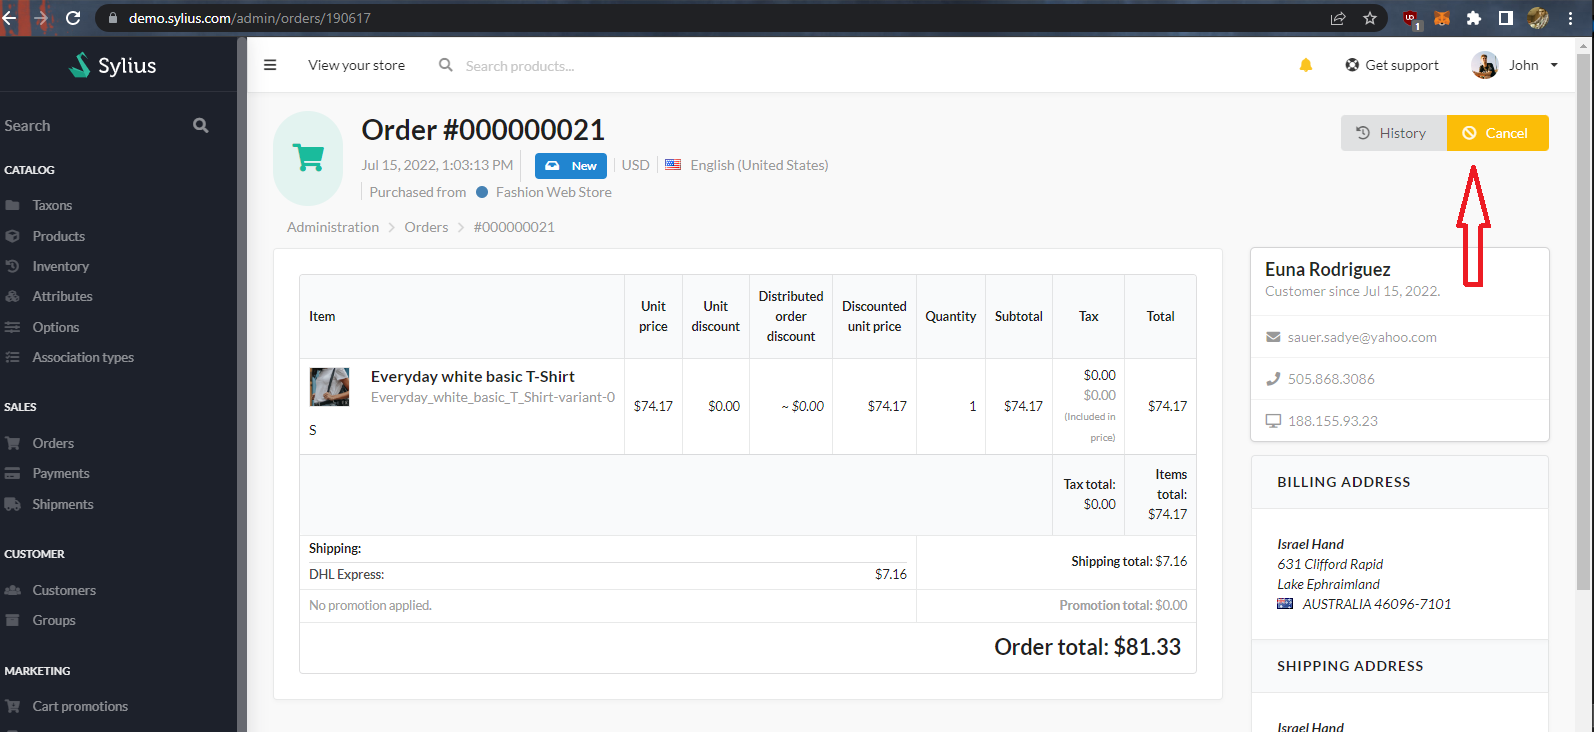 demo.sylius.com/admin/orders/190617
1
Sylius
View your store
Search products...
Get support
John
Search
CATALOG
Taxons
Products
Inventory
Attributes
Options
Association types
SALES
Orders
Payments
Shipments
CUSTOMER
Customers
Groups
MARKETING
Cart promotions
Order #000000021
Jul 15, 2022, 1:03:13 PM New USD English (United States)
Purchased from Fashion Web Store
History Cancel
Administration Orders #000000021
Item Unit price Unit discount Distributed order discount Discounted unit price Quantity Subtotal Tax Total
Everyday white basic T-Shirt
Everyday_white_basic_T_Shirt-variant-0
S
$74.17 $0.00 ~ $0.00 $74.17 1 $74.17
$0.00
$0.00
(Included in
price)
$74.17
Tax total:
$0.00
Items
total:
$74.17
Shipping:
DHL Express: $7.16
Shipping total: $7.16
No promotion applied.
Promotion total: $0.00
Order total: $81.33
Euna Rodriguez
Customer since Jul 15, 2022.
sauer.sadye@yahoo.com
505.868.3086
188.155.93.23
BILLING ADDRESS
Israel Hand
631 Clifford Rapid
Lake Ephraimland
AUSTRALIA 46096-7101
SHIPPING ADDRESS
Israel Hand